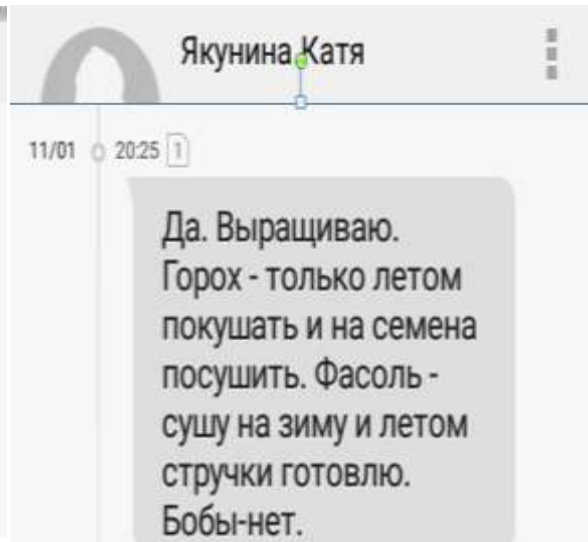 Якунина Катя
11/01 20:25 1
Да. Выращиваю.
Горох - только летом
покушать и на семена
посушить. Фасоль -
сушу на зиму и летом
стручки готовлю.
Бобы-нет.